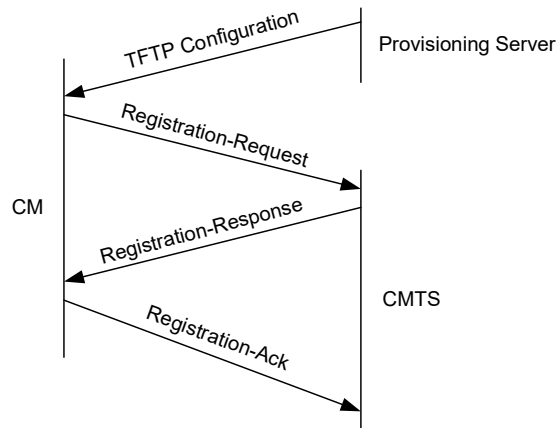 TFTP Configuration
Provisioning Server
Registration-Request
CM
Registration-Response
CMTS
Registration-Ack